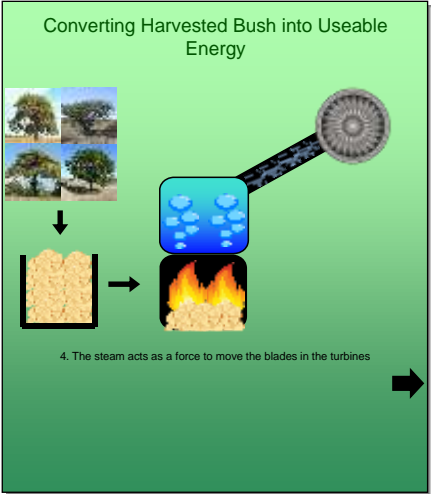 Converting Harvested Bush into Useable
Energy
4. The steam acts as a force to move the blades in the turbines